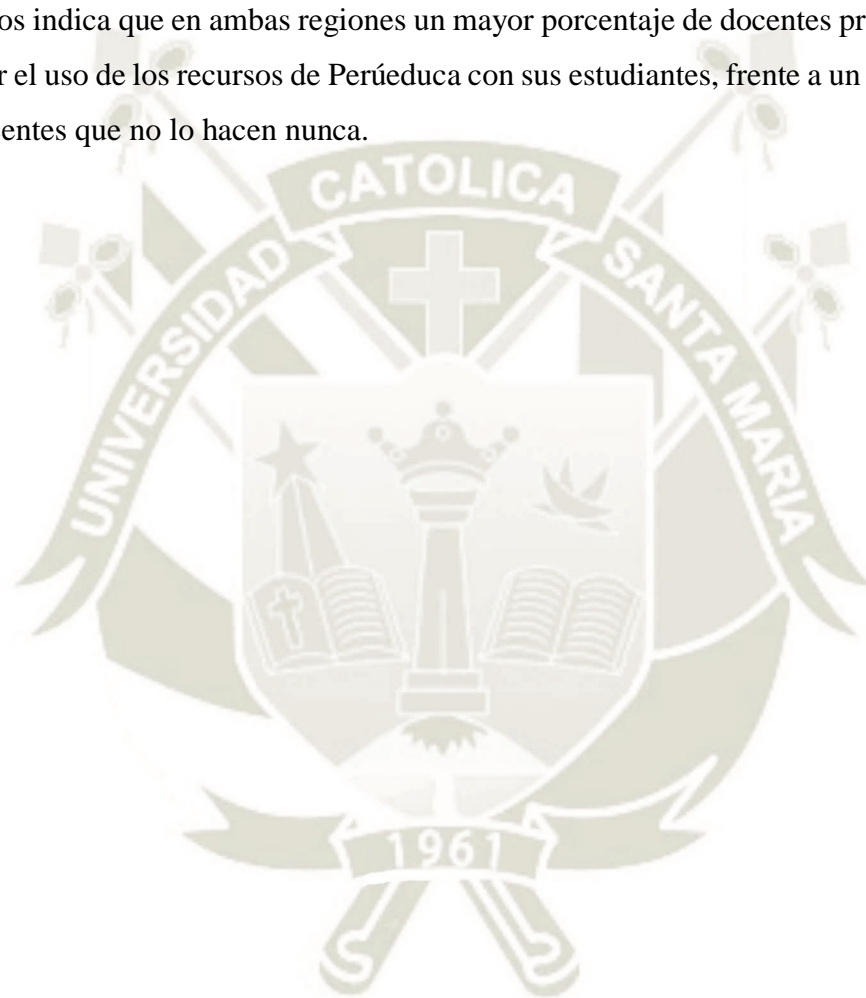 os indica que en ambas regiones un mayor porcentaje de docentes pr
r el uso de los recursos de Perúeduca con sus estudiantes, frente a un
entes que no lo hacen nunca.
UNIVERSIDAD CATOLICA SANTA MARIA
1961